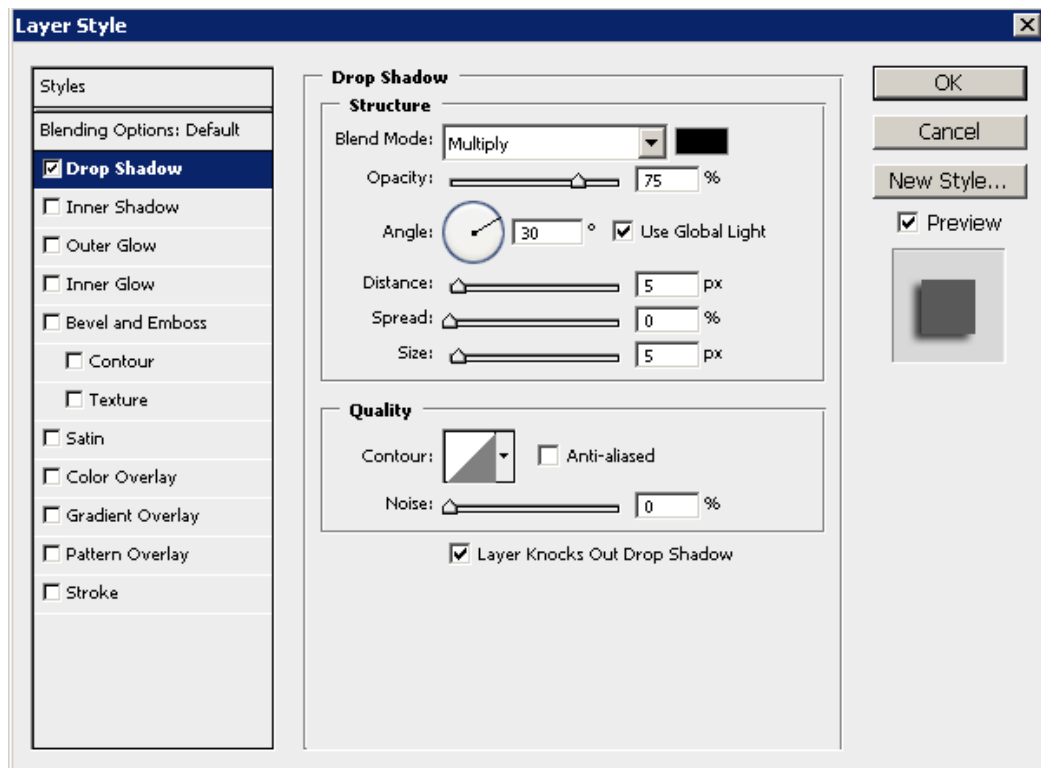 Layer Style
Styles
Blending Options: Default
Drop Shadow
Inner Shadow
Outer Glow
Inner Glow
Bevel and Emboss
Contour
Texture
Satin
Color Overlay
Gradient Overlay
Pattern Overlay
Stroke
Drop Shadow
Structure
Blend Mode: Multiply
Opacity: 75 %
Angle: 30 ° Use Global Light
Distance: 5 px
Spread: 0 %
Size: 5 px
Quality
Contour: Anti-aliased
Noise: 0 %
Layer Knocks Out Drop Shadow
OK
Cancel
New Style...
Preview